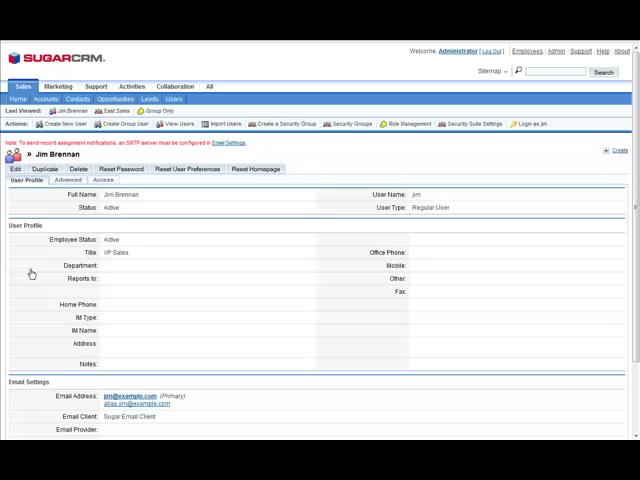 Welcome, Administrator [ Log Out ] Employees | Admin | Support | Help | About
SUGARCRM.
Sitemap Search
Sales Marketing Support Activities Collaboration All
Home Accounts Contacts Opportunities Leads Users
Last Viewed: Jim Brennan East Sales Group Only
Actions: Create New User Create Group User View Users Import Users Create a Security Group Security Groups Role Management Security Suite Settings Login as jim
Note: To send record assignment notifications, an SMTP server must be configured in Email Settings.
» Jim Brennan Create
Edit Duplicate Delete Reset Password Reset User Preferences Reset Homepage
User Profile Advanced Access
Full Name: Jim Brennan User Name: jim
Status: Active User Type: Regular User
User Profile
Employee Status: Active
Title: VP Sales Office Phone:
Department: Mobile:
Reports to: Other:
Fax:
Home Phone:
IM Type:
IM Name:
Address:
Notes:
Email Settings
Email Address: jim@example.com (Primary)
alias.jim@example.com
Email Client: Sugar Email Client
Email Provider: